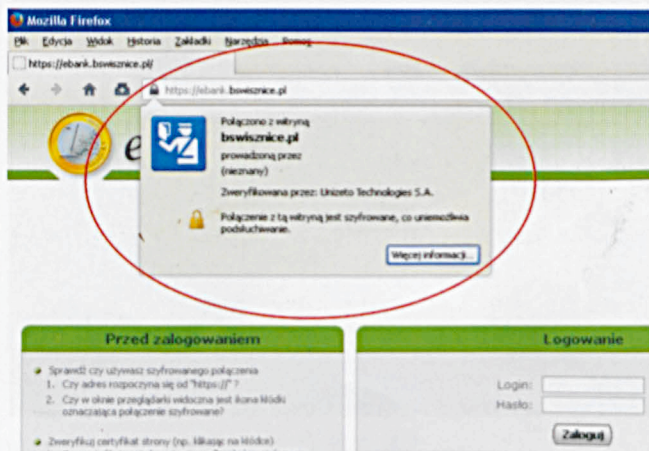 Mozilla Firefox
Plik Edycja Widok Historia Zakładki Narzędzia Pomoc
https://ebank.bswisznice.pl/
https://ebank.bswisznice.pl
e
Połączono z witryną
bswisznice.pl
prowadzoną przez
(nieznany)
Zweryfikowana przez: Unizeto Technologies S.A.
Połączenie z tą witryną jest szyfrowane, co uniemożliwia
podsłuchiwanie.
Więcej informacji...
Przed zalogowaniem
Sprawdź czy używasz szyfrowanego połączenia
1. Czy adres rozpoczyna się od "https://" ?
2. Czy w oknie przeglądarki widoczna jest ikona kłódki
oznaczająca połączenie szyfrowane?
Zweryfikuj certyfikat strony (np. klikając na kłódce)
Logowanie
Login:
Hasło:
Zaloguj